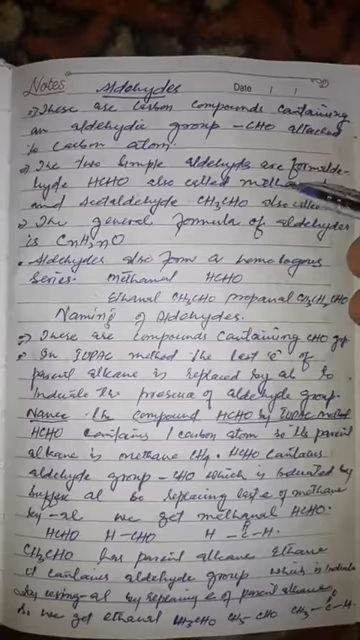 Notes Aldehydes Date / /
→ These are carbon compounds containing
an aldehydic group -CHO attached
to carbon atom.
→ The two simple aldehyds are formalde-
hyde HCHO also called
and Acetaldehyde CH3CHO also
→ The general formula of aldehydes
is CnH2nO
• Aldehydes also form a homologous
Series. Methanal HCHO
Ethanal CH3CHO propanal CH3CH2CHO
Naming of Aldehydes.
→ These are compounds containing CHO grp.
• In IUPAC method the last 'e' of
parent alkane is replaced by al to
indicate the presence of aldehyde group.
Name the compound HCHO by IUPAC method
HCHO contains 1 carbon atom so its parent
alkane is methane CH4. HCHO contains
aldehyde group -CHO which is indicated by
suffix al so replacing last e of methane
by -al we get methanal HCHO.
HCHO H-CHO H-C-H. O
CH3CHO has parent alkane Ethane
it contains aldehyde group which is
by using -al by replacing e of parent alkane
So we get ethanal CH3CHO CH3-CHO CH3-C-H. O